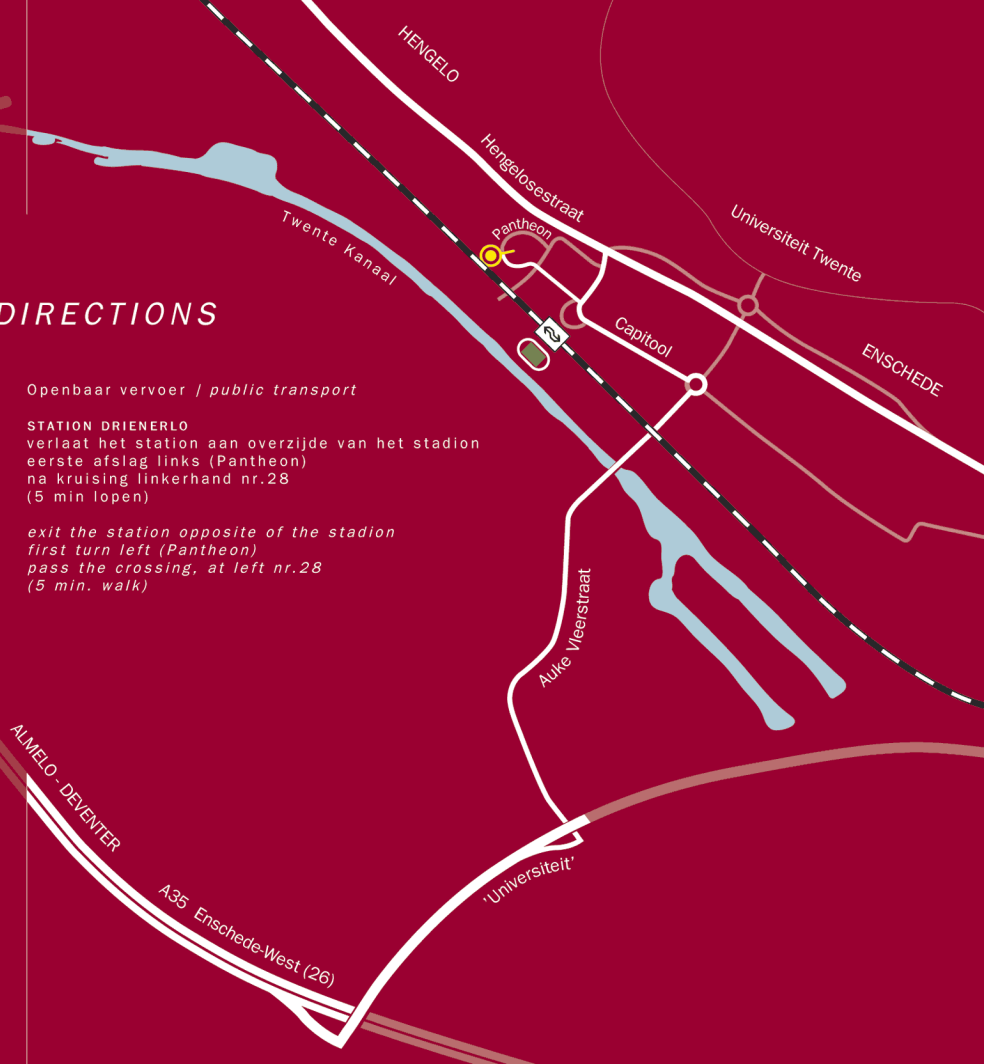 HENGELO
Hengelosestraat
Pantheon
Universiteit Twente
Twente Kanaal
DIRECTIONS
Capitool
ENSCHEDE
Openbaar vervoer / public transport
STATION DRIENERLO
verlaat het station aan overzijde van het stadion
eerste afslag links (Pantheon)
na kruising linkerhand nr.28
(5 min lopen)
exit the station opposite of the stadion
first turn left (Pantheon)
pass the crossing, at left nr.28
(5 min. walk)
Auke Vleerstraat
ALMELO - DEVENTER
A35 Enschede-West (26)
'Universiteit'